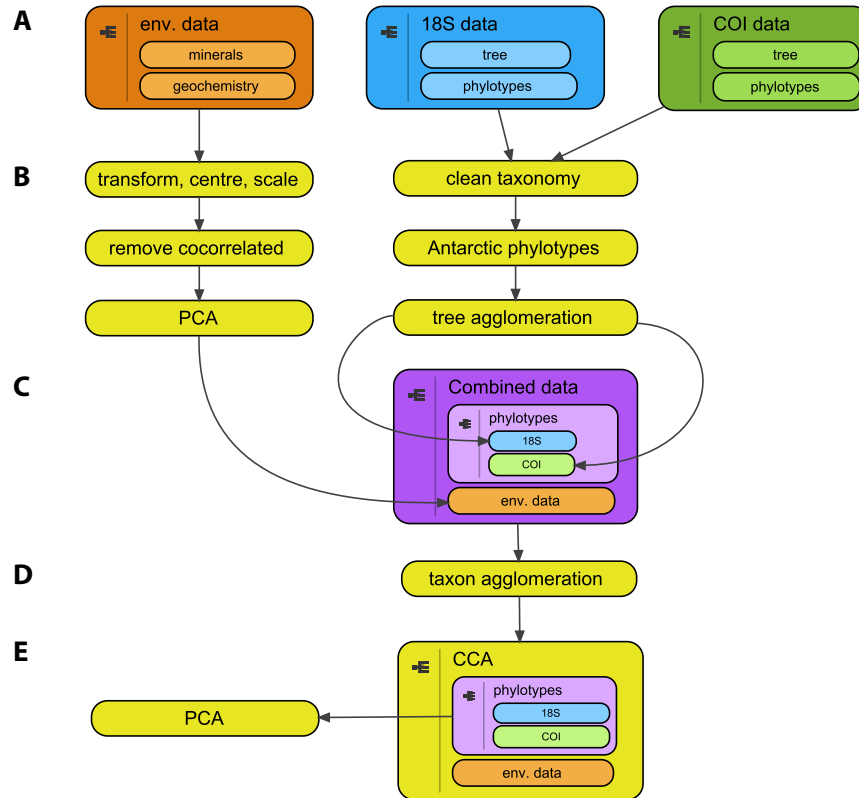 A
env. data
minerals
geochemistry
18S data
tree
phylotypes
COI data
tree
phylotypes
B
transform, centre, scale
clean taxonomy
remove cocorrelated
Antarctic phylotypes
PCA
tree agglomeration
C
Combined data
phylotypes
18S
COI
env. data
D
taxon agglomeration
E
CCA
phylotypes
18S
COI
env. data
PCA